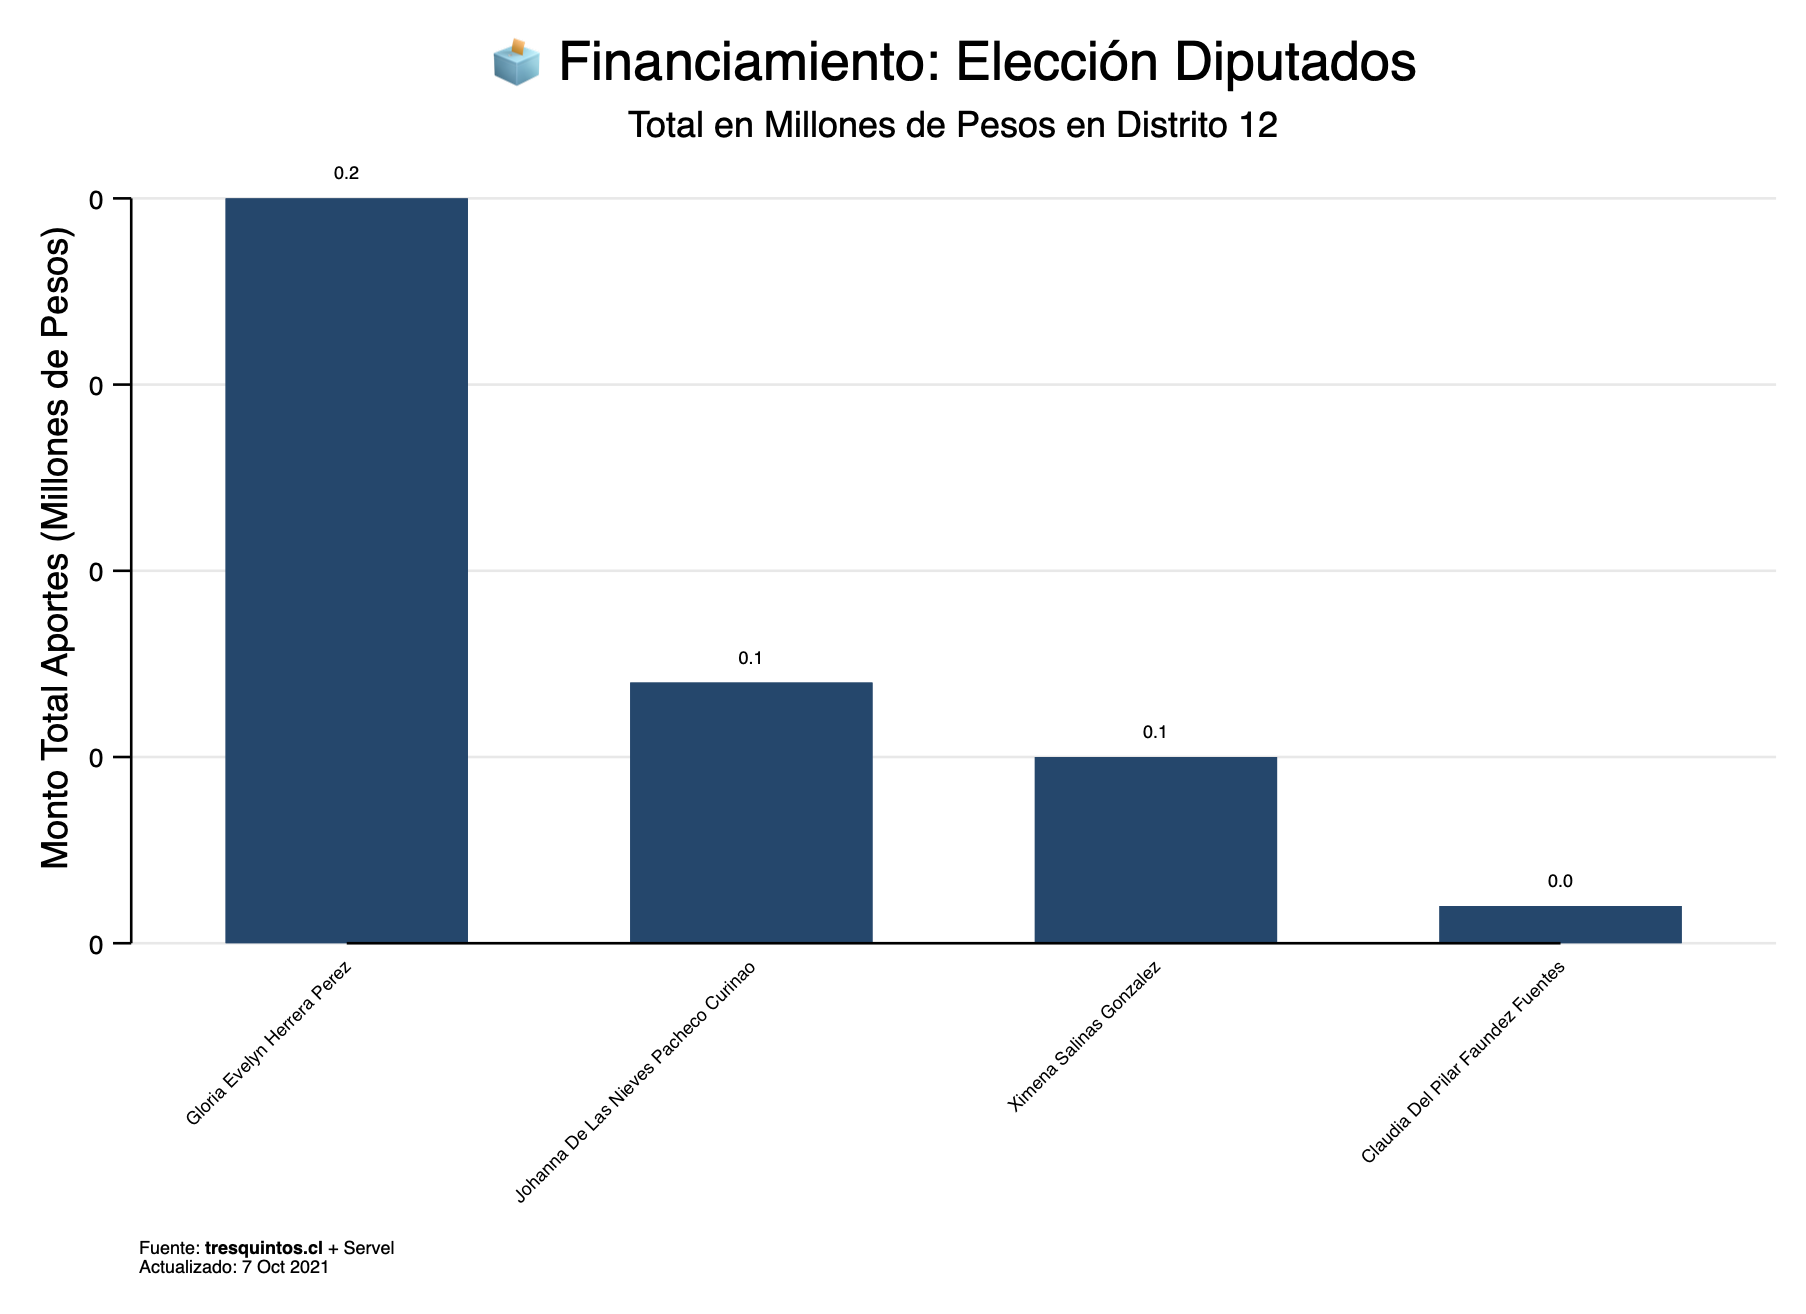 Financiamiento: Elección Diputados
Total en Millones de Pesos en Distrito 12
Monto Total Aportes (Millones de Pesos)
0
0
0
0
0
0.2
0.1
0.1
0.0
Gloria Evelyn Herrera Perez
Johanna De Las Nieves Pacheco Curinao
Ximena Salinas Gonzalez
Claudia Del Pilar Faundez Fuentes
Fuente: tresquintos.cl + Servel
Actualizado: 7 Oct 2021